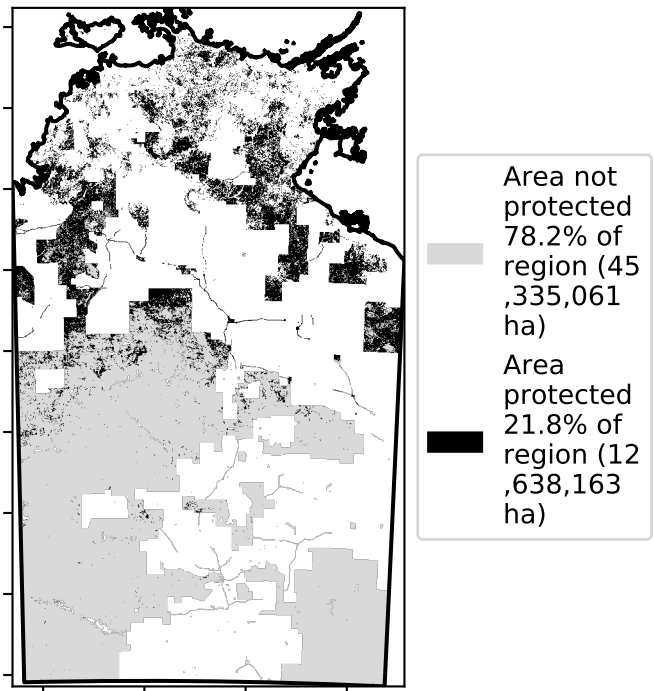 Area not
protected
78.2% of
region (45
,335,061
ha)
Area
protected
21.8% of
region (12
,638,163
ha)